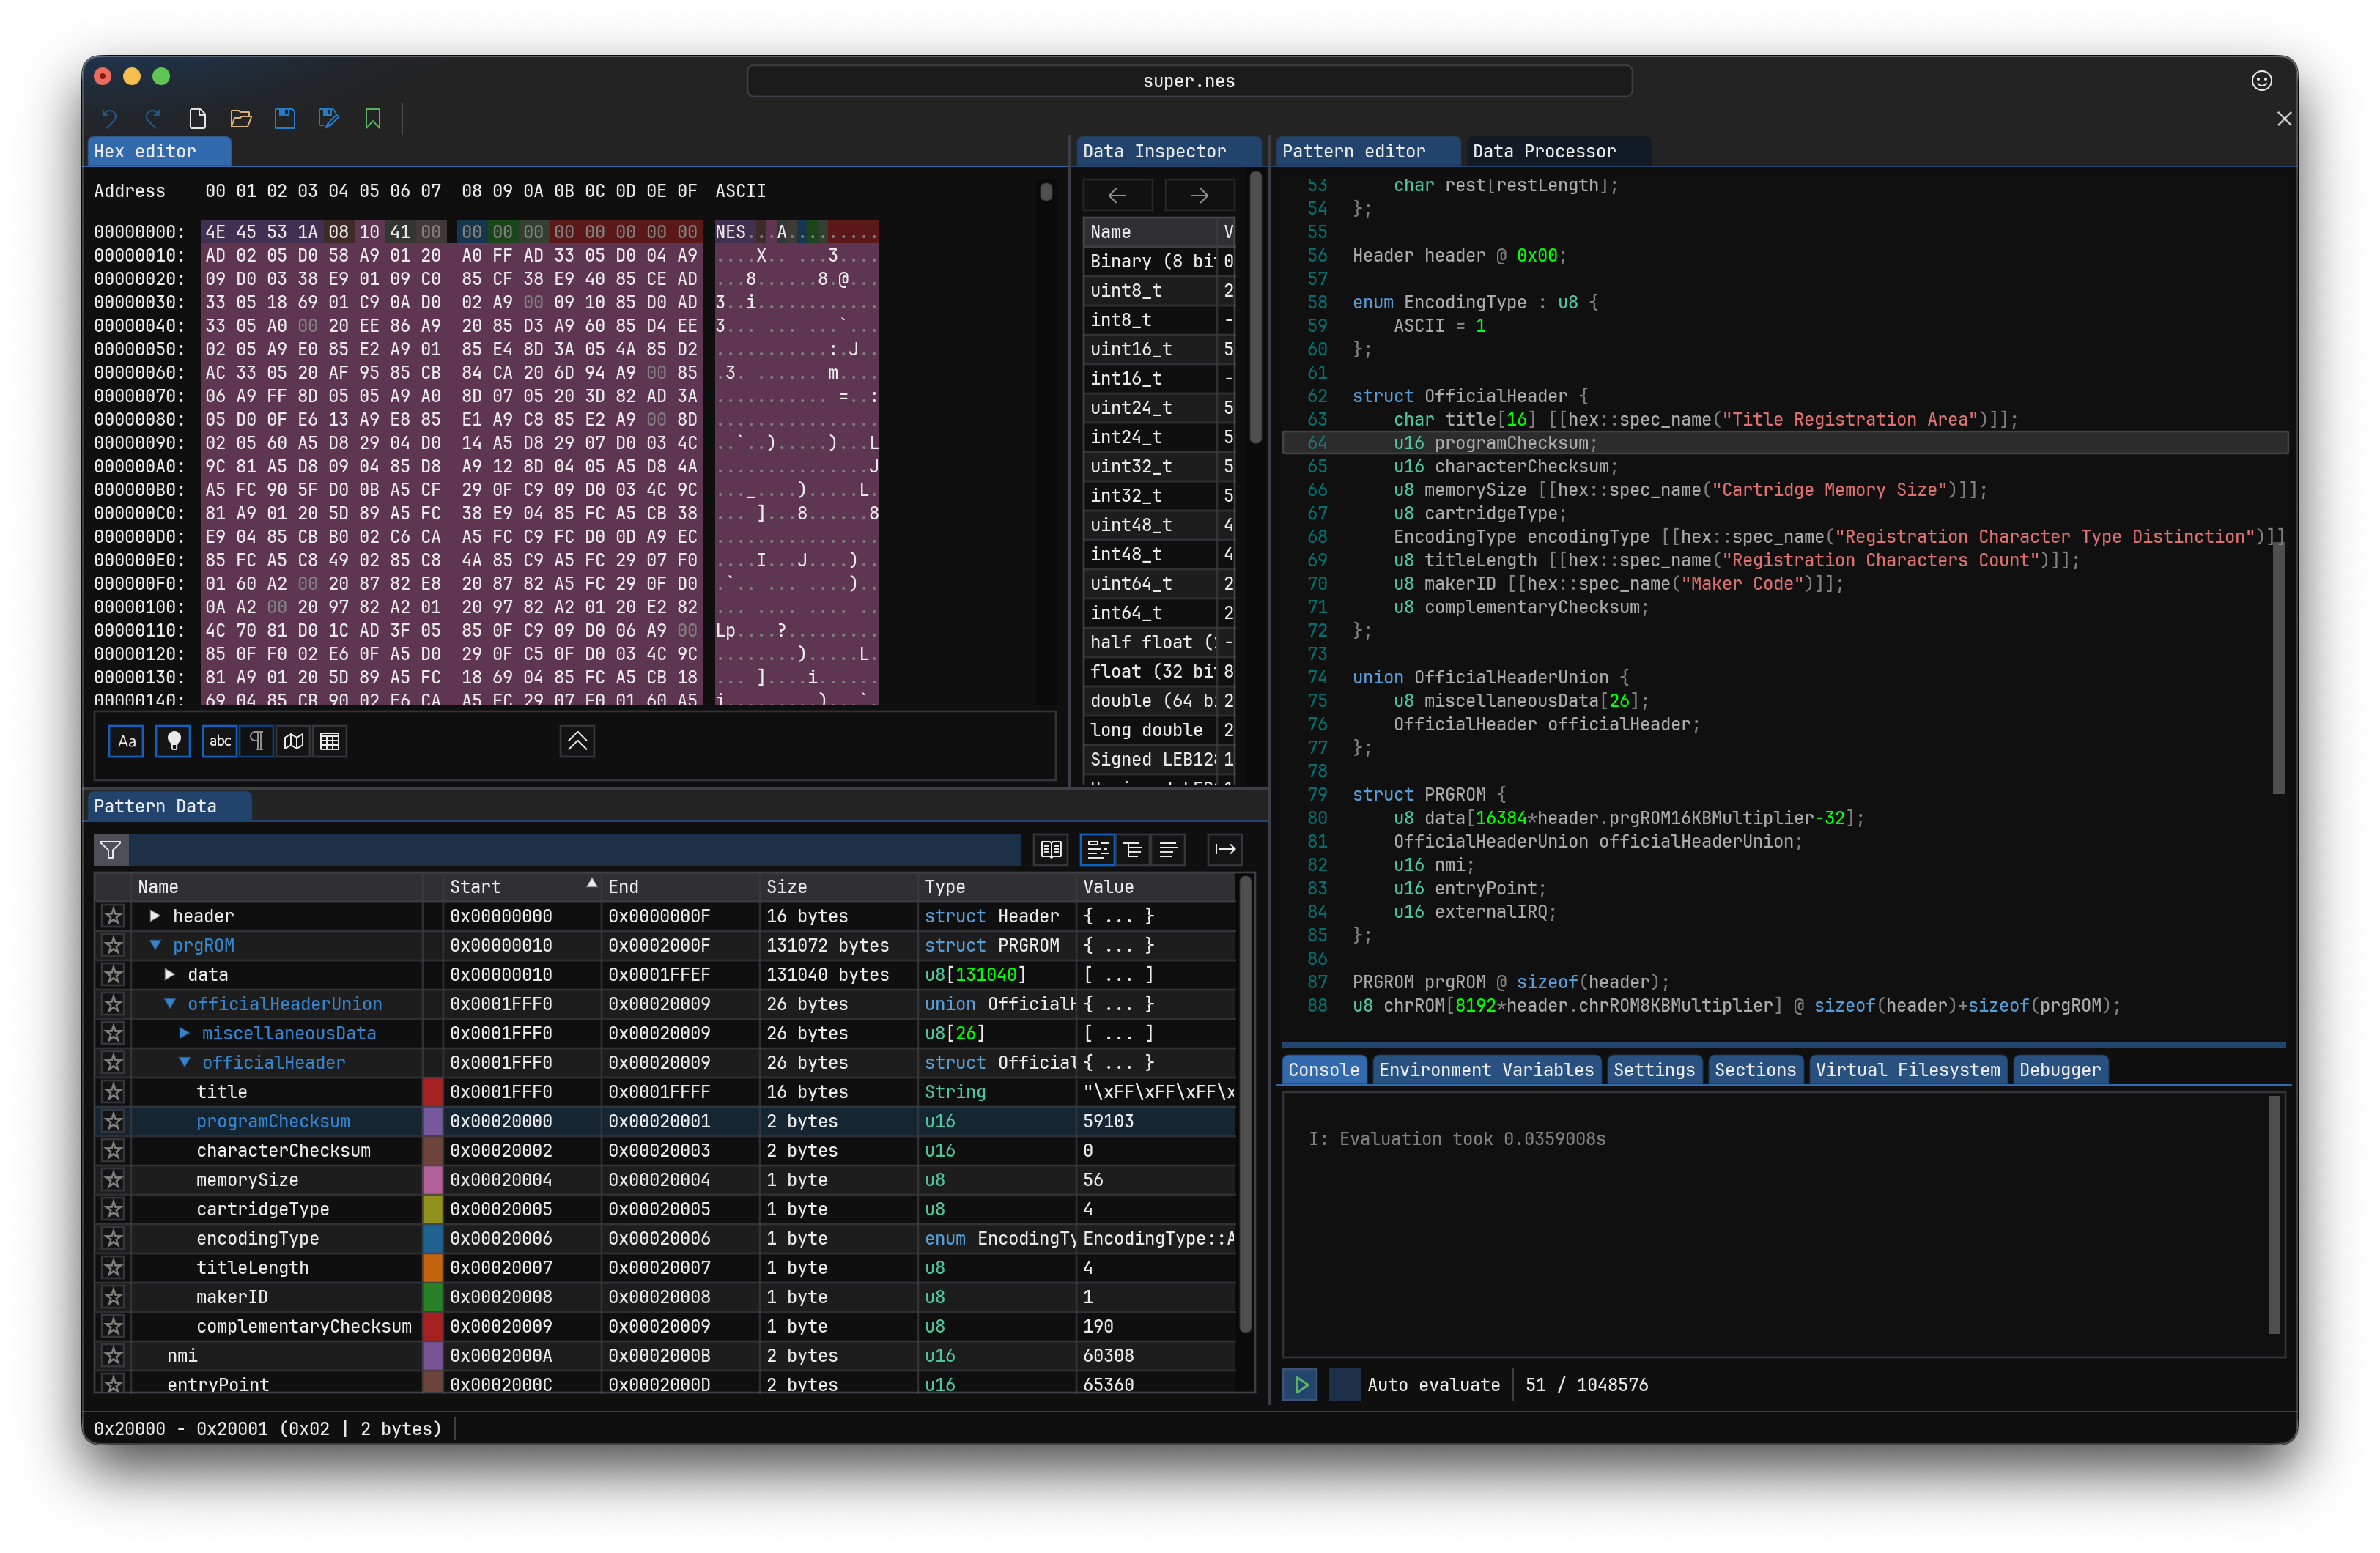 super.nes
Hex editor
Address 00 01 02 03 04 05 06 07 08 09 0A 0B 0C 0D 0E 0F ASCII
00000000: 4E 45 53 1A 08 10 41 00 00 00 00 00 00 00 00 00 NES...A.........
00000010: AD 02 05 D0 58 A9 01 20 A0 FF AD 33 05 D0 04 A9 ....X.. ...3....
00000020: 09 D0 03 38 E9 01 09 C0 85 CF 38 E9 40 85 CE AD ...8......8.@...
00000030: 33 05 18 69 01 C9 0A D0 02 A9 00 09 10 85 D0 AD 3..i............
00000040: 33 05 A0 00 20 EE 86 A9 20 85 D3 A9 60 85 D4 EE 3... ... ...`...
00000050: 02 05 A9 E0 85 E2 A9 01 85 E4 8D 3A 05 4A 85 D2 ...........:.J..
00000060: AC 33 05 20 AF 95 85 CB 84 CA 20 6D 94 A9 00 85 .3. ...... m....
00000070: 06 A9 FF 8D 05 05 A9 A0 8D 07 05 20 3D 82 AD 3A ........... =..:
00000080: 05 D0 0F E6 13 A9 E8 85 E1 A9 C8 85 E2 A9 00 8D ................
00000090: 02 05 60 A5 D8 29 04 D0 14 A5 D8 29 07 D0 03 4C ..`..).....)...L
000000A0: 9C 81 A5 D8 09 04 85 D8 A9 12 8D 04 05 A5 D8 4A ...............J
000000B0: A5 FC 90 5F D0 0B A5 CF 29 0F C9 09 D0 03 4C 9C ..._....).....L.
000000C0: 81 A9 01 20 5D 89 A5 FC 38 E9 04 85 FC A5 CB 38 ... ]...8......8
000000D0: E9 04 85 CB B0 02 C6 CA A5 FC C9 FC D0 0D A9 EC ................
000000E0: 85 FC A5 C8 49 02 85 C8 4A 85 C9 A5 FC 29 07 F0 ....I...J....)..
000000F0: 01 60 A2 00 20 87 82 E8 20 87 82 A5 FC 29 0F D0 .`.. ... ....)..
00000100: 0A A2 00 20 97 82 A2 01 20 97 82 A2 01 20 E2 82 ... .... .... ..
00000110: 4C 70 81 D0 1C AD 3F 05 85 0F C9 09 D0 06 A9 00 Lp....?.........
00000120: 85 0F F0 02 E6 0F A5 D0 29 0F C5 0F D0 03 4C 9C ........).....L.
00000130: 81 A9 01 20 5D 89 A5 FC 18 69 04 85 FC A5 CB 18 ... ]....i......
00000140: 69 04 85 CB 90 02 E6 CA A5 FC 29 07 F0 01 60 A5 i.........)...`.
Aa abc
Data Inspector
Name V
Binary (8 bit 0
uint8_t 2
int8_t -
uint16_t 5
int16_t -
uint24_t 5
int24_t 5
uint32_t 5
int32_t 5
uint48_t 4
int48_t 4
uint64_t 2
int64_t 2
half float ( -
float (32 bit 8
double (64 bi 2
long double 2
Signed LEB128 1
Pattern editor Data Processor
53 char rest[restLength];
54 };
55
56 Header header @ 0x00;
57
58 enum EncodingType : u8 {
59 ASCII = 1
60 };
61
62 struct OfficialHeader {
63 char title[16] [[hex::spec_name("Title Registration Area")]];
64 u16 programChecksum;
65 u16 characterChecksum;
66 u8 memorySize [[hex::spec_name("Cartridge Memory Size")]];
67 u8 cartridgeType;
68 EncodingType encodingType [[hex::spec_name("Registration Character Type Distinction")]]
69 u8 titleLength [[hex::spec_name("Registration Characters Count")]];
70 u8 makerID [[hex::spec_name("Maker Code")]];
71 u8 complementaryChecksum;
72 };
73
74 union OfficialHeaderUnion {
75 u8 miscellaneousData[26];
76 OfficialHeader officialHeader;
77 };
78
79 struct PRGROM {
80 u8 data[16384*header.prgROM16KBMultiplier-32];
81 OfficialHeaderUnion officialHeaderUnion;
82 u16 nmi;
83 u16 entryPoint;
84 u16 externalIRQ;
85 };
86
87 PRGROM prgROM @ sizeof(header);
88 u8 chrROM[8192*header.chrROM8KBMultiplier] @ sizeof(header)+sizeof(prgROM);
Pattern Data
Name Start End Size Type Value
header 0x00000000 0x0000000F 16 bytes struct Header { ... }
prgROM 0x00000010 0x0002000F 131072 bytes struct PRGROM { ... }
data 0x00000010 0x0001FFEF 131040 bytes u8[131040] [ ... ]
officialHeaderUnion 0x0001FFF0 0x00020009 26 bytes union OfficialH { ... }
miscellaneousData 0x0001FFF0 0x00020009 26 bytes u8[26] [ ... ]
officialHeader 0x0001FFF0 0x00020009 26 bytes struct Official { ... }
title 0x0001FFF0 0x0001FFFF 16 bytes String "\xFF\xFF\xFF\x
programChecksum 0x00020000 0x00020001 2 bytes u16 59103
characterChecksum 0x00020002 0x00020003 2 bytes u16 0
memorySize 0x00020004 0x00020004 1 byte u8 56
cartridgeType 0x00020005 0x00020005 1 byte u8 4
encodingType 0x00020006 0x00020006 1 byte enum EncodingTy EncodingType::A
titleLength 0x00020007 0x00020007 1 byte u8 4
makerID 0x00020008 0x00020008 1 byte u8 1
complementaryChecksum 0x00020009 0x00020009 1 byte u8 190
nmi 0x0002000A 0x0002000B 2 bytes u16 60308
entryPoint 0x0002000C 0x0002000D 2 bytes u16 65360
Console Environment Variables Settings Sections Virtual Filesystem Debugger
I: Evaluation took 0.0359008s
Auto evaluate 51 / 1048576
0x20000 - 0x20001 (0x02 | 2 bytes)